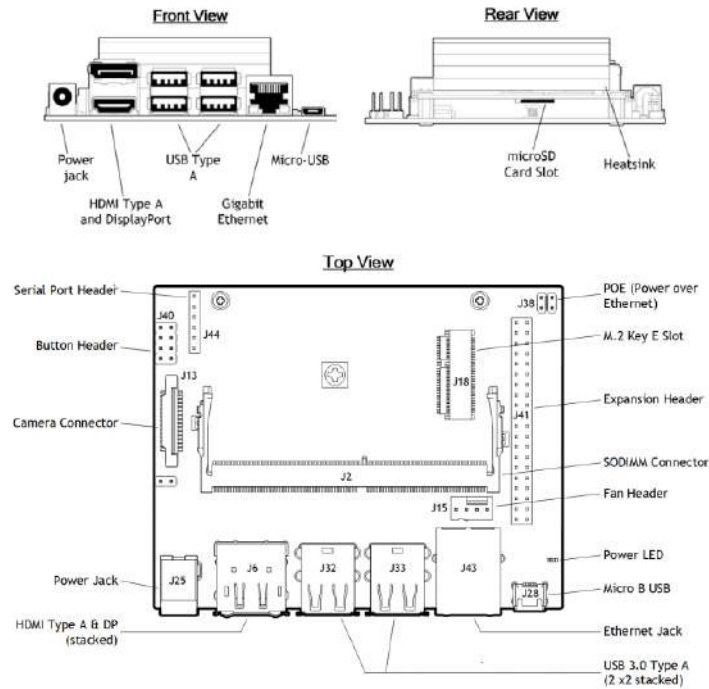 Front View
Rear View
Power
jack
USB Type
A
Micro-USB
HDMI Type A
and DisplayPort
Gigabit
Ethernet
microSD
Card Slot
Heatsink
Top View
Serial Port Header
J40
J44
Button Header
J13
Camera Connector
J38
POE (Power over
Ethernet)
M.2 Key E Slot
J18
J41
Expansion Header
SODIMM Connector
J2
J15
Fan Header
Power LED
Power Jack
J25
J6
J32
J33
J43
J28
Micro B USB
HDMI Type A & DP
(stacked)
Ethernet Jack
USB 3.0 Type A
(2 x2 stacked)